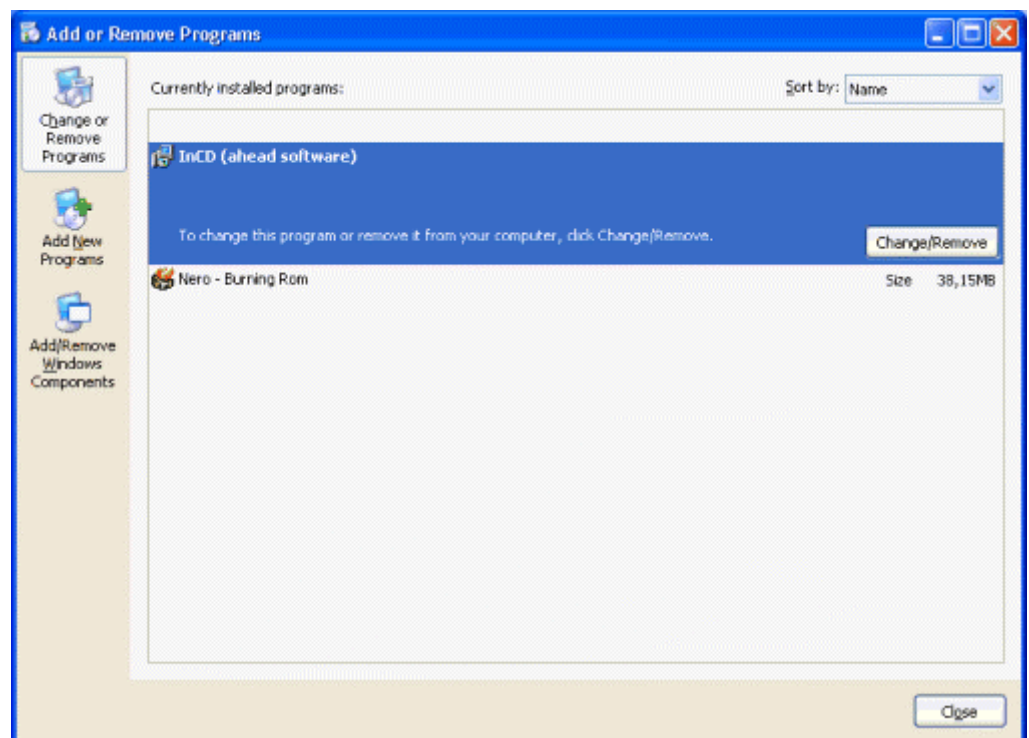 Add or Remove Programs
Change or
Remove
Programs
Add New
Programs
Add/Remove
Windows
Components
Currently installed programs:
Sort by: Name
InCD (ahead software)
To change this program or remove it from your computer, click Change/Remove.
Change/Remove
Nero - Burning Rom
Size 38,15MB
Close